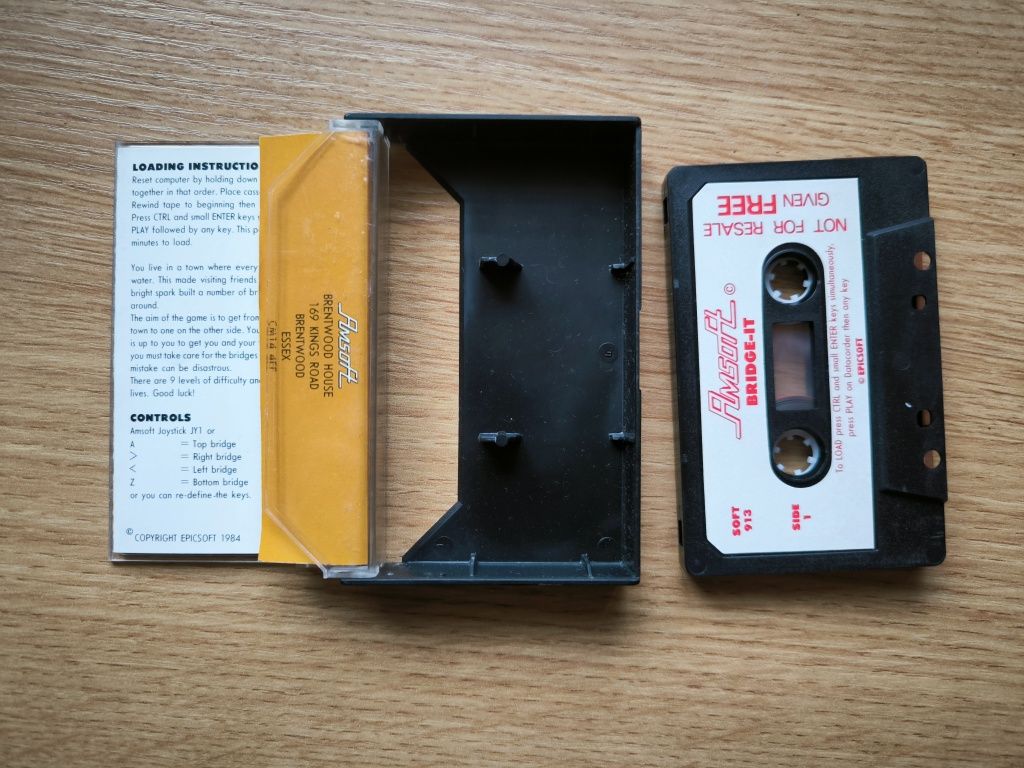 LOADING INSTRUCTIO
Reset computer by holding down
together in that order. Place cass
Rewind tape to beginning then
Press CTRL and small ENTER keys
PLAY followed by any key. This p
minutes to load.
You live in a town where every
water. This made visiting friends
bright spark built a number of br
around.
The aim of the game is to get from
town to one on the other side. You
is up to you to get you and your
you must take care for the bridges
mistake can be disastrous.
There are 9 levels of difficulty and
lives. Good luck!
CONTROLS
Amsoft Joystick JY1 or
A = Top bridge
> = Right bridge
< = Left bridge
Z = Bottom bridge
or you can re-define the keys.
© COPYRIGHT EPICSOFT 1984
Amsoft
BRENTWOOD HOUSE
169 KINGS ROAD
BRENTWOOD
ESSEX
CM14 4EF
NOT FOR RESALE
GIVEN FREE
Amsoft ©
BRIDGE-IT
To LOAD press CTRL and small ENTER keys simultaneously,
press PLAY on Datacorder then any key
© EPICSOFT
SOFT
913
SIDE
1